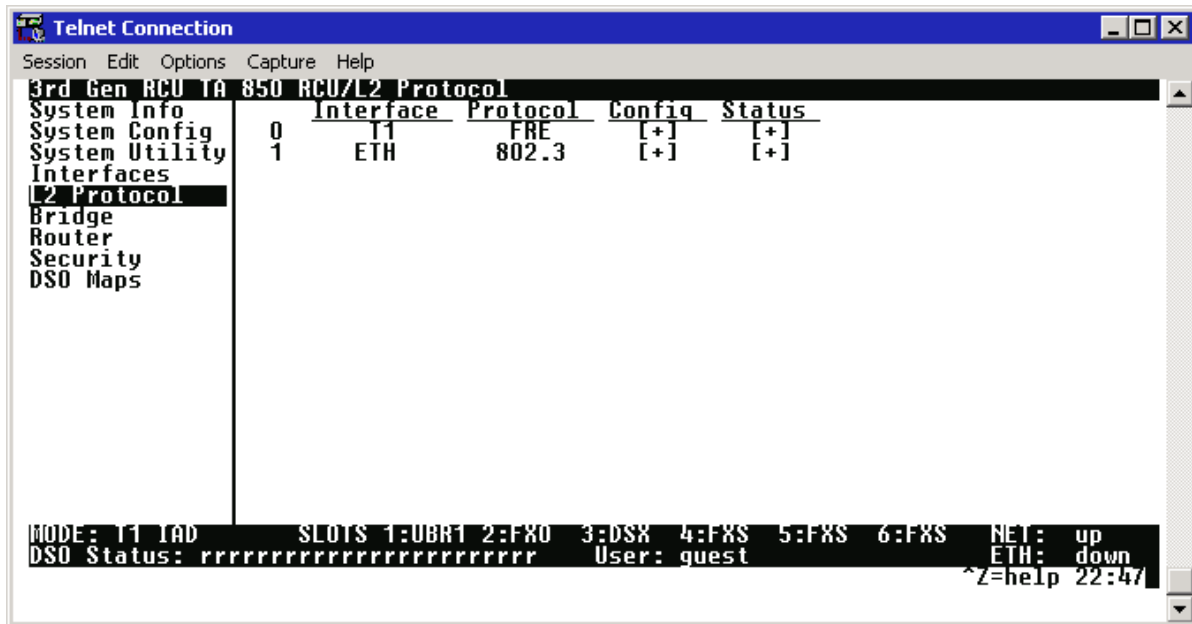 Telnet Connection
Session Edit Options Capture Help
3rd Gen RCU TA 850 RCU/L2 Protocol
System Info Interface Protocol Config Status
System Config 0 T1 FRE [+] [+]
System Utility 1 ETH 802.3 [+] [+]
Interfaces
L2 Protocol
Bridge
Router
Security
DS0 Maps
MODE: T1 IAD SLOTS 1:UBR1 2:FXO 3:DSX 4:FXS 5:FXS 6:FXS NET: up
DS0 Status: rrrrrrrrrrrrrrrrrrrrrrrr User: guest ETH: down
^Z=help 22:47